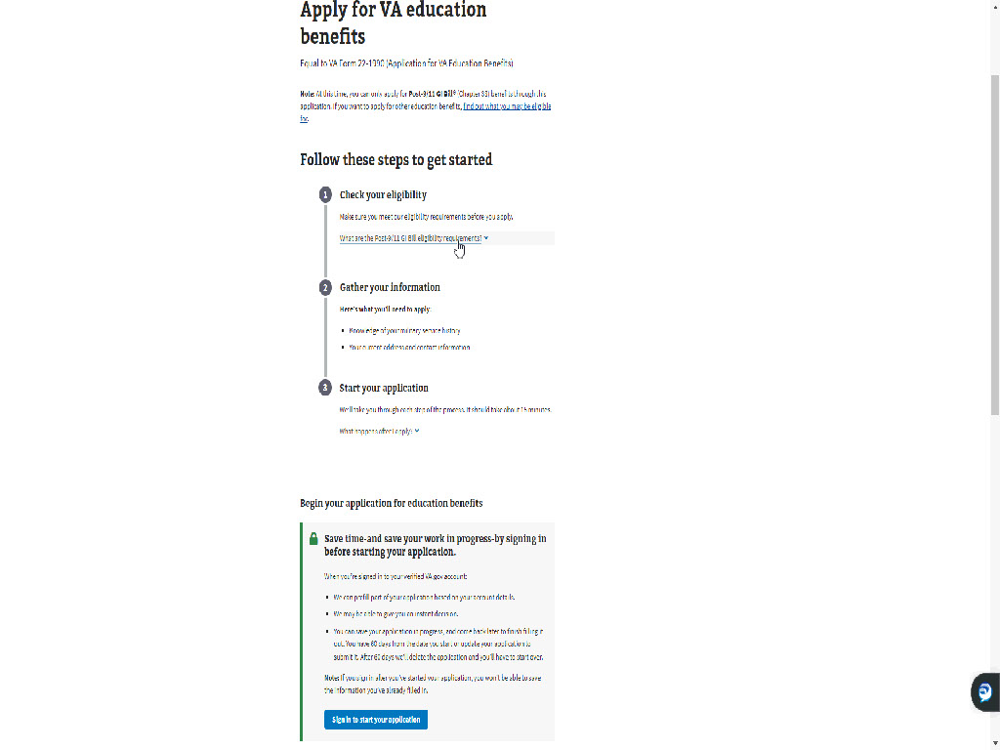 Apply for VA education
benefits
Equal to VA Form 22-1990 (Application for VA Education Benefits)
Note: At this time, you can only apply for Post-9/11 GI Bill® (Chapter 33) benefits through this
application. If you want to apply for other education benefits, find out what you may be eligible
for.
Follow these steps to get started
1 Check your eligibility
Make sure you meet our eligibility requirements before you apply.
What are the Post-9/11 GI Bill eligibility requirements?
2 Gather your information
Here's what you'll need to apply:
• Knowledge of your military service history
• Your current address and contact information
3 Start your application
We'll take you through each step of the process. It should take about 15 minutes.
What happens after I apply?
Begin your application for education benefits
Save time-and save your work in progress-by signing in
before starting your application.
When you're signed in to your verified VA.gov account:
• We can prefill part of your application based on your account details.
• We may be able to give you an instant decision.
• You can save your application in progress, and come back later to finish filling it
out. You have 60 days from the date you start or update your application to
submit it. After 60 days we'll delete the application and you'll have to start over.
Note: If you sign in after you've started your application, you won't be able to save
the information you've already filled in.
Sign in to start your application